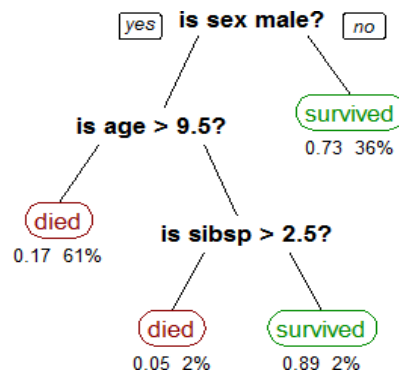 yes is sex male? no
survived
0.73 36%
is age > 9.5?
died
0.17 61%
is sibsp > 2.5?
died survived
0.05 2% 0.89 2%